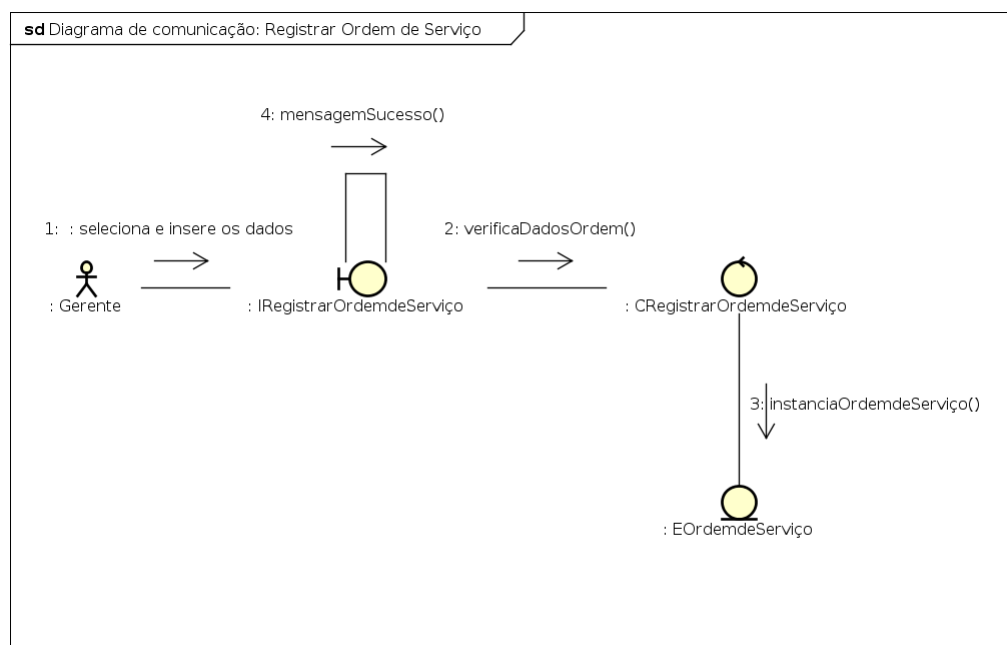 sd Diagrama de comunicação: Registrar Ordem de Serviço
4: mensagemSucesso()
1: : seleciona e insere os dados
2: verificaDadosOrdem()
: Gerente
: IRegistrarOrdemdeServiço
: CRegistrarOrdemdeServiço
3: instanciaOrdemdeServiço()
: EOrdemdeServiço